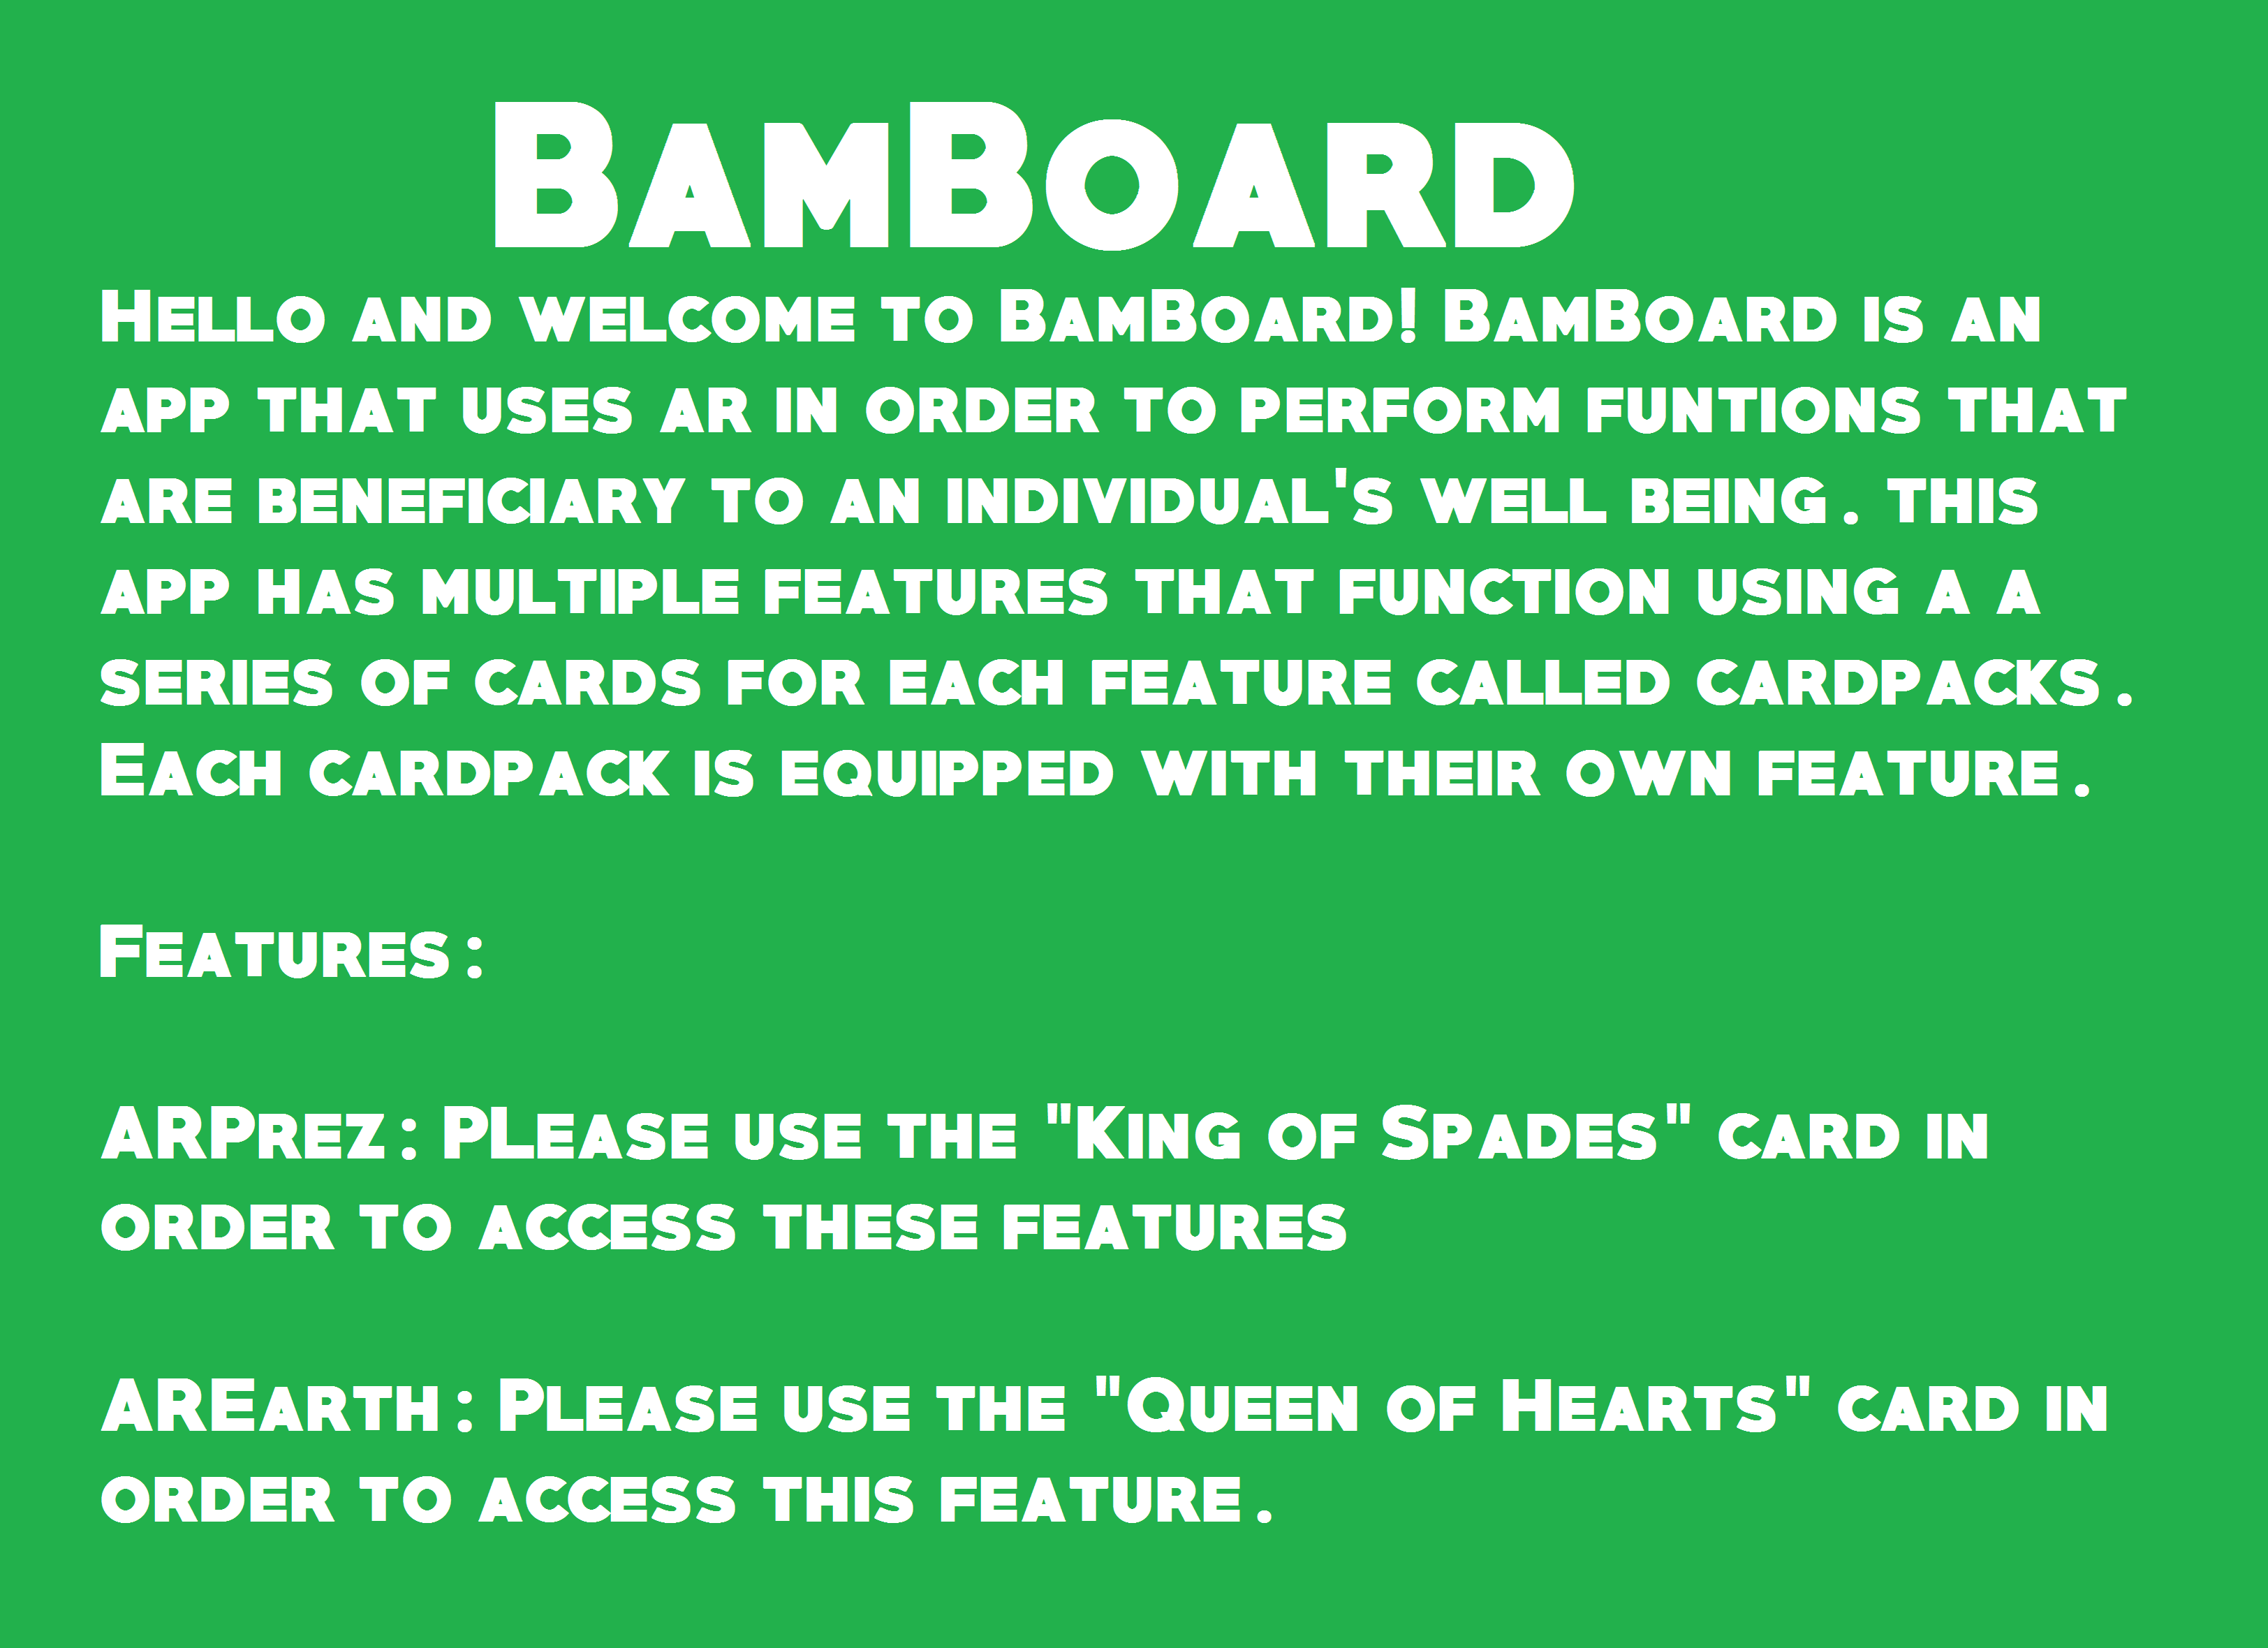 BamBoard
Hello and welcome to BamBoard! BamBoard is an
app that uses ar in order to perform funtions that
are beneficiary to an individual's well being. this
app has multiple features that function using a a
series of cards for each feature called cardpacks.
Each cardpack is equipped with their own feature.
Features:
ARPrez: PLease use the "King of Spades" card in
order to access these features
AREarth: Please use the "Queen of Hearts" card in
order to access this feature.